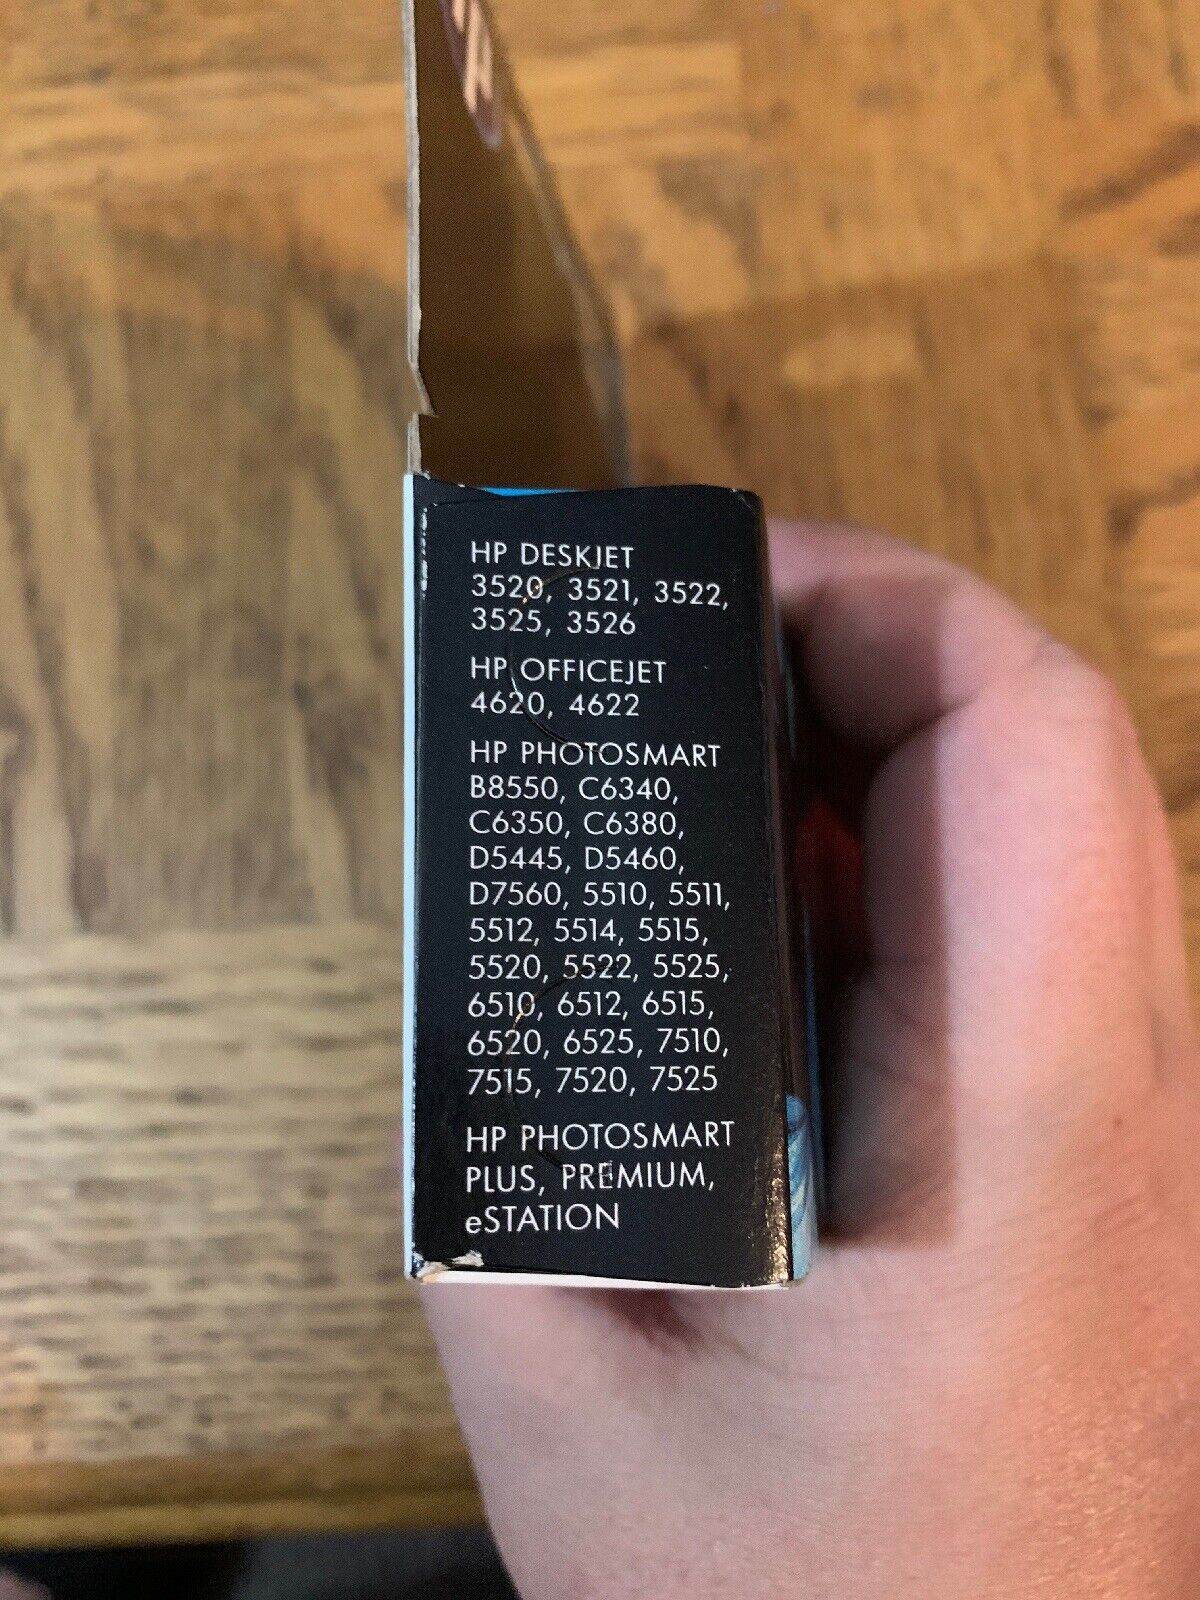 HP DESKJET
3520, 3521, 3522,
3525, 3526
HP OFFICEJET
4620, 4622
HP PHOTOSMART
B8550, C6340,
C6350, C6380,
D5445, D5460,
D7560, 5510, 5511,
5512, 5514, 5515,
5520, 5522, 5525,
6510, 6512, 6515,
6520, 6525, 7510,
7515, 7520, 7525
HP PHOTOSMART
PLUS, PREMIUM,
eSTATION